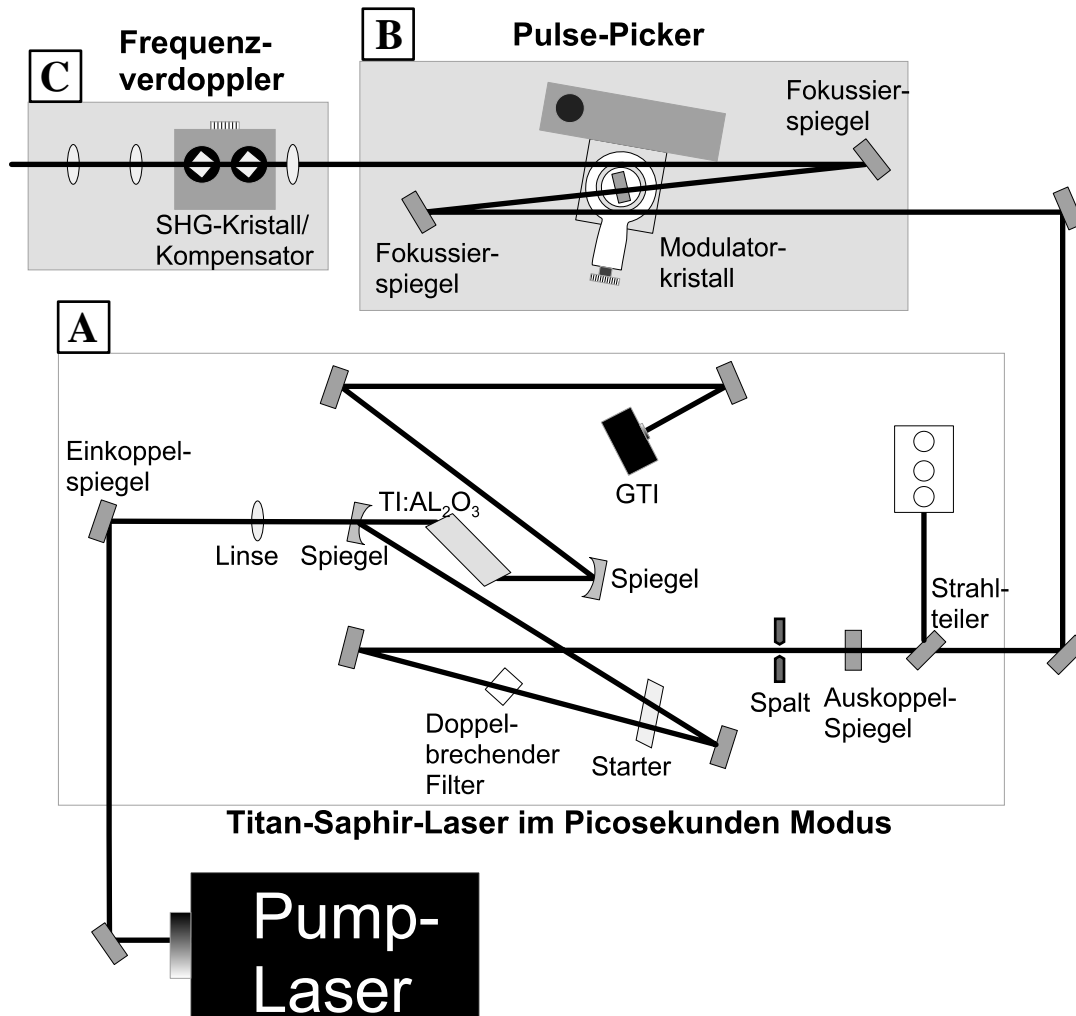 C
Frequenz-
verdoppler
B
Pulse-Picker
Fokussier-
spiegel
SHG-Kristall/
Kompensator
Fokussier-
spiegel
Modulator-
kristall
A
Einkoppel-
spiegel
TI:AL₂O₃
GTI
Linse
Spiegel
Spiegel
Strahl-
teiler
Doppel-
brechender
Filter
Starter
Spalt
Auskoppel-
Spiegel
Titan-Saphir-Laser im Picosekunden Modus
Pump-
Laser